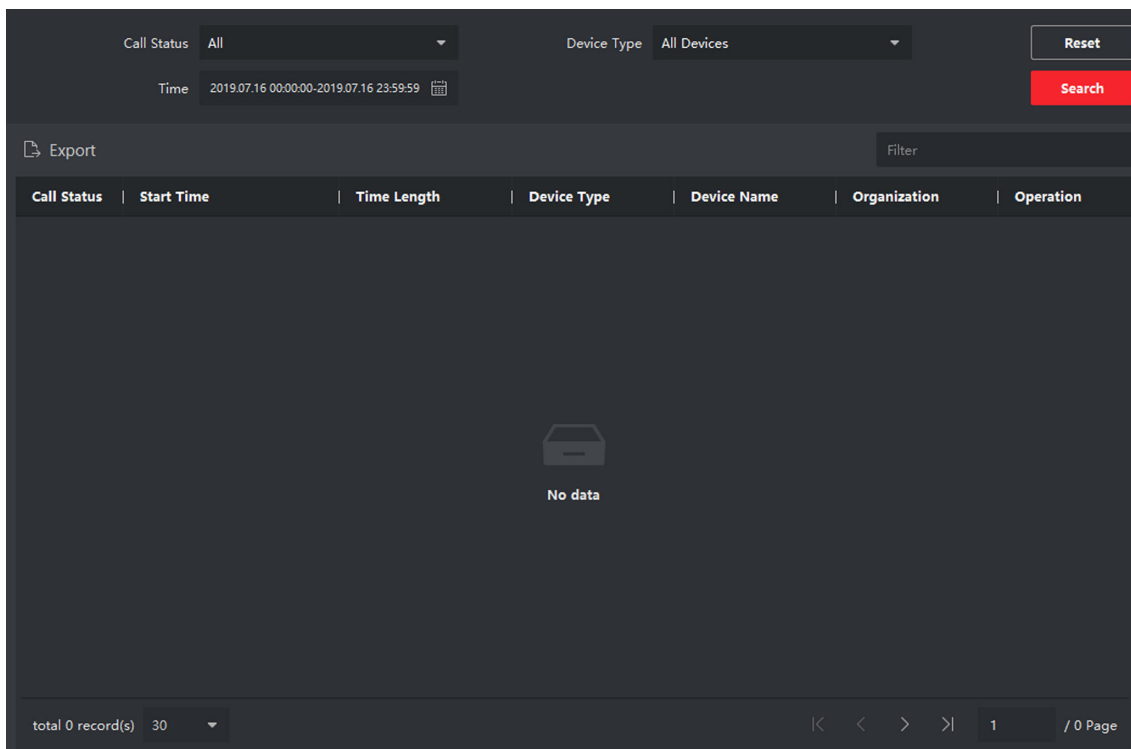 Call Status All Device Type All Devices Reset
Time 2019.07.16 00:00:00-2019.07.16 23:59:59 Search
Export Filter
Call Status | Start Time | Time Length | Device Type | Device Name | Organization | Operation
No data
total 0 record(s) 30 1 / 0 Page